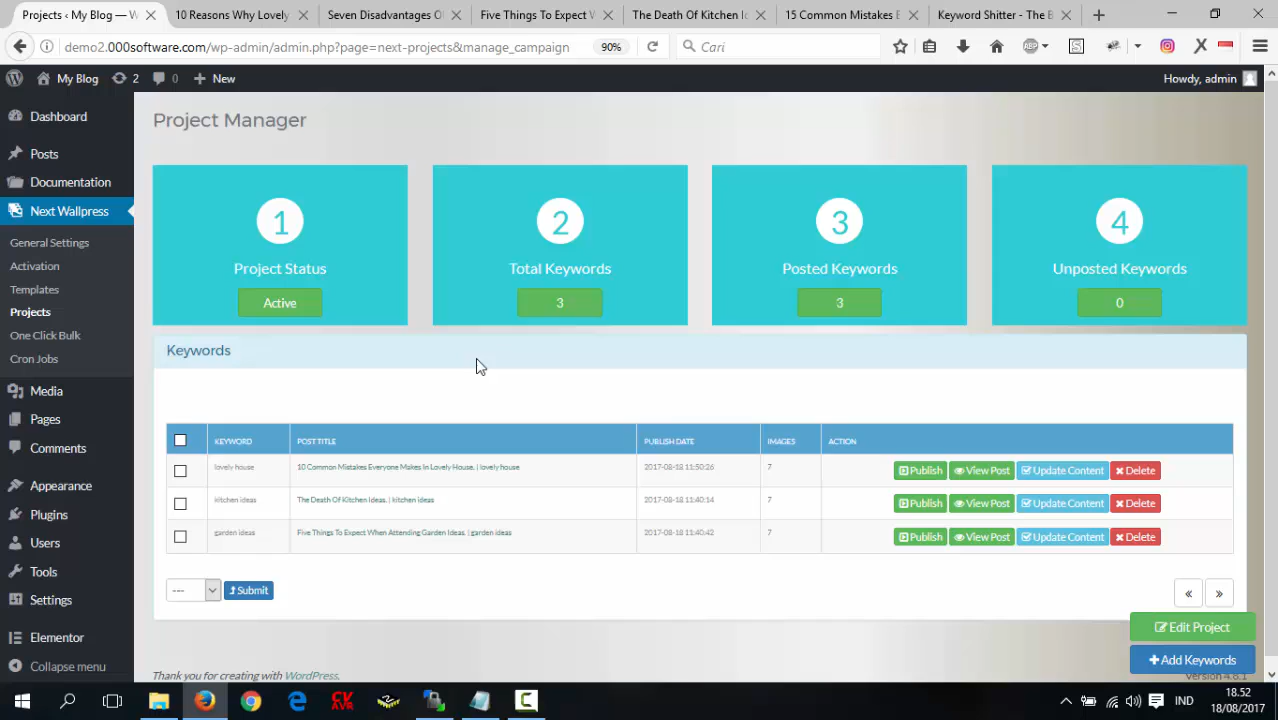 Next Projects ‹ My Blog — W
10 Reasons Your Lovel
Seven advantages Of
Five Things To Expect W
The Death Of Kitchen Id
15 Common Mistakes E
Keyword Shitter - The B
demo2.000software.com/wp-admin/admin.php?page=next-projects&manage_campaign
90%
Cari
ABP
S
My Blog
2
0
New
Howdy, admin
Dashboard
Posts
Documentation
Next Wallpress
General Settings
Activation
Templates
Projects
One Click Bulk
Cron Jobs
Media
Pages
Comments
Appearance
Plugins
Users
Tools
Settings
Elementor
Collapse menu
Project Manager
1
Project Status
Active
2
Total Keywords
3
3
Posted Keywords
3
4
Unposted Keywords
0
Keywords
KEYWORD POST TITLE PUBLISH DATE IMAGES ACTION
lovely house 10 Common Mistakes Everyone Makes In Lovely House. | lovely house 2017-08-18 11:50:26 7 Publish View Post Update Content Delete
kitchen ideas The Death Of Kitchen Ideas. | kitchen ideas 2017-08-18 11:40:14 7 Publish View Post Update Content Delete
garden ideas Five Things To Expect When Attending Garden Ideas. | garden ideas 2017-08-18 11:40:42 7 Publish View Post Update Content Delete
--- Submit « »
Edit Project
Add Keywords
Thank you for creating with WordPress.
Version 4.8.1
CV
AVR
IND
18.52
18/08/2017